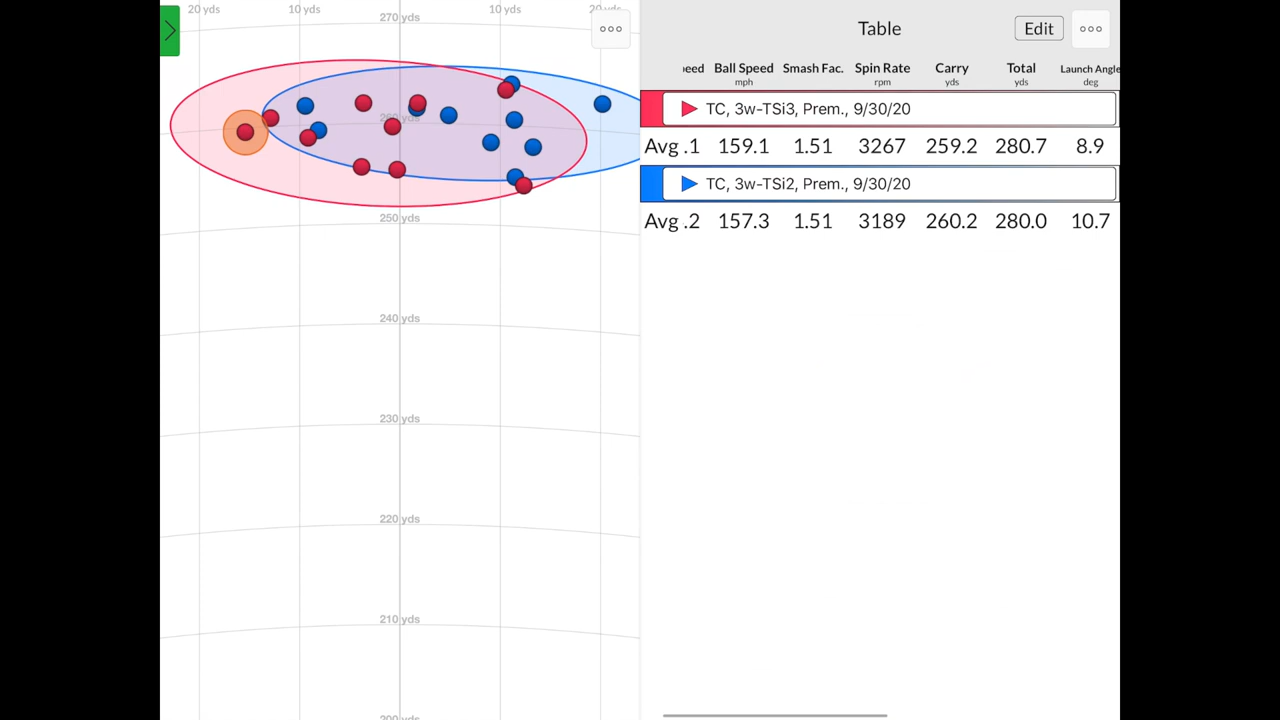 20 yds 10 yds 10 yds 20 yds
270 yds
260 yds
250 yds
240 yds
230 yds
220 yds
210 yds
200 yds
Table Edit
eed Ball Speed Smash Fac. Spin Rate Carry Total Launch Angle
mph rpm yds yds deg
TC, 3w-TSi3, Prem., 9/30/20
Avg .1 159.1 1.51 3267 259.2 280.7 8.9
TC, 3w-TSi2, Prem., 9/30/20
Avg .2 157.3 1.51 3189 260.2 280.0 10.7